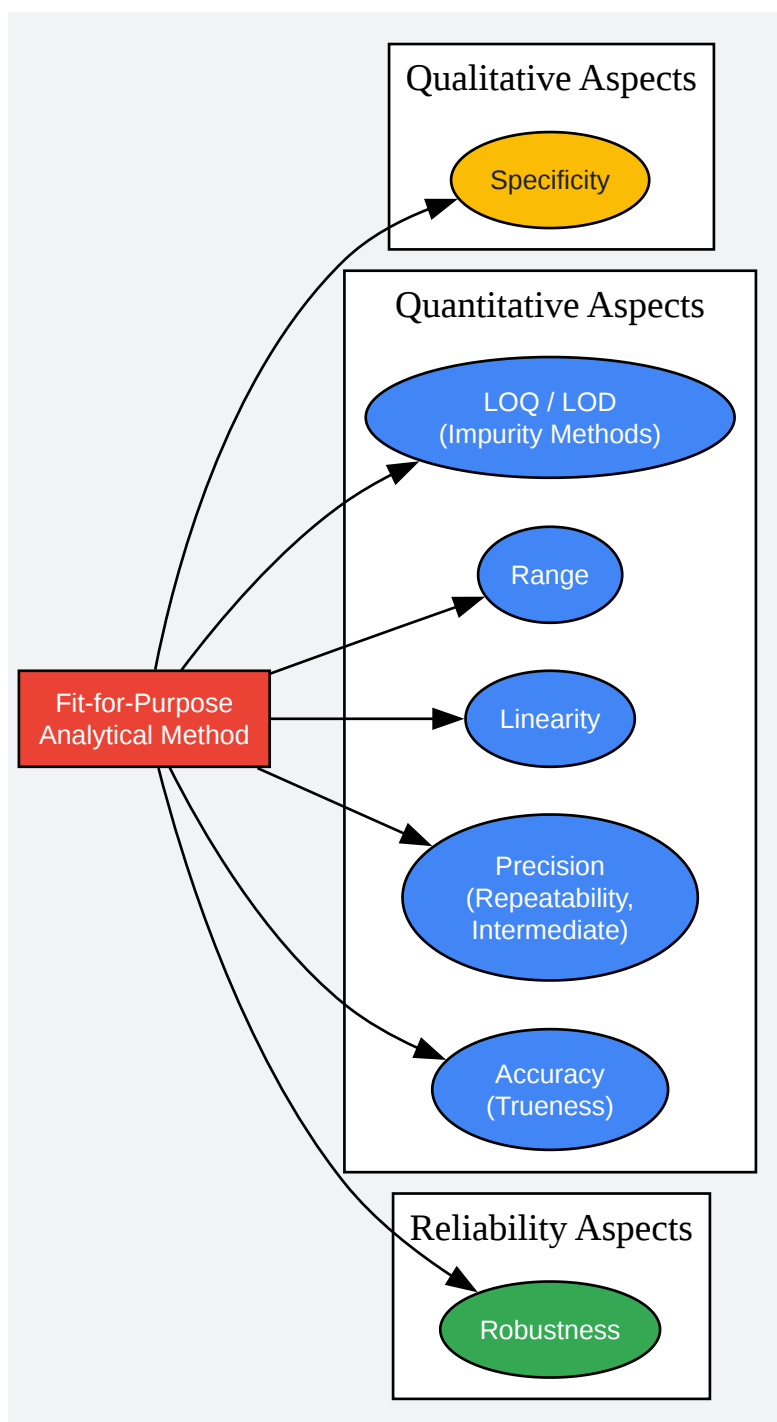 Qualitative Aspects
Specificity
Quantitative Aspects
LOQ / LOD
(Impurity Methods)
Range
Fit-for-Purpose
Analytical Method
Linearity
Precision
(Repeatability,
Intermediate)
Accuracy
(Trueness)
Reliability Aspects
Robustness